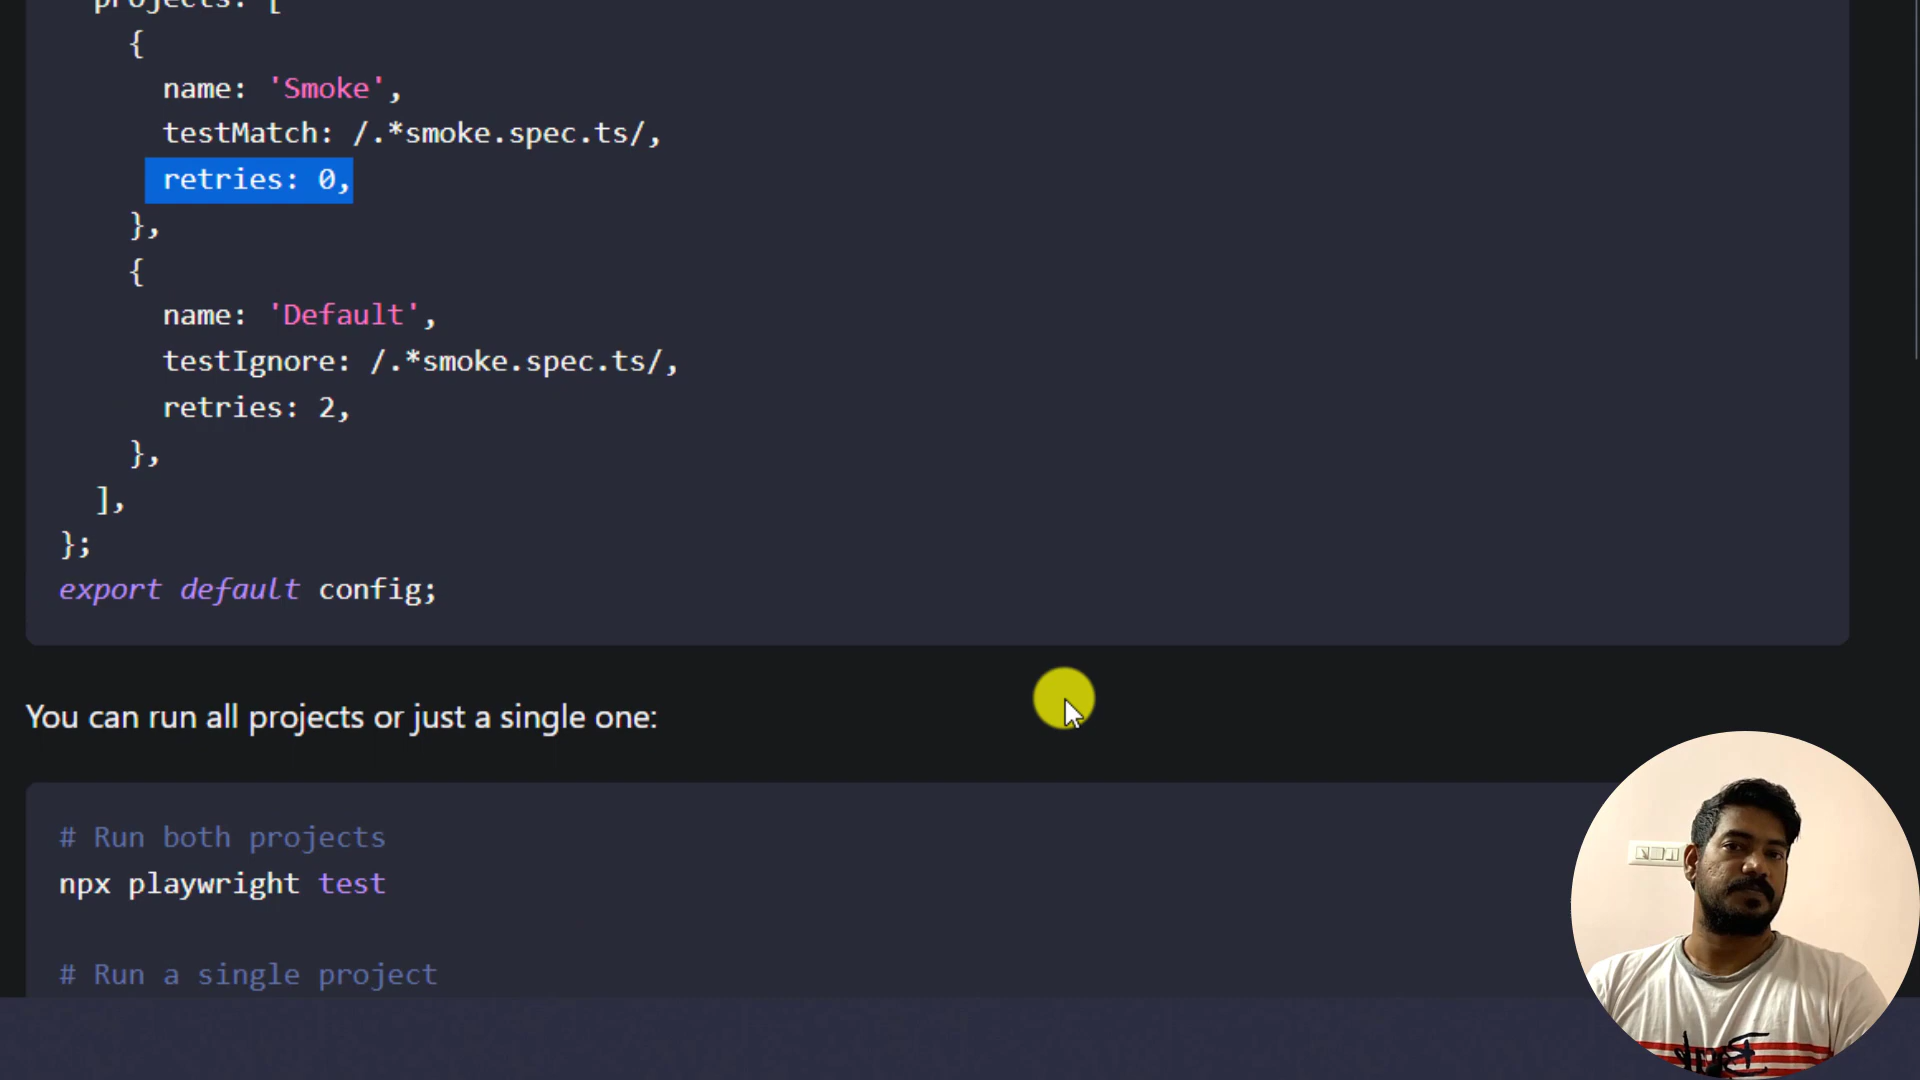 projects: [
{
name: 'Smoke',
testMatch: /.*smoke.spec.ts/,
retries: 0,
},
{
name: 'Default',
testIgnore: /.*smoke.spec.ts/,
retries: 2,
},
],
};
export default config;
You can run all projects or just a single one:
# Run both projects
npx playwright test
# Run a single project